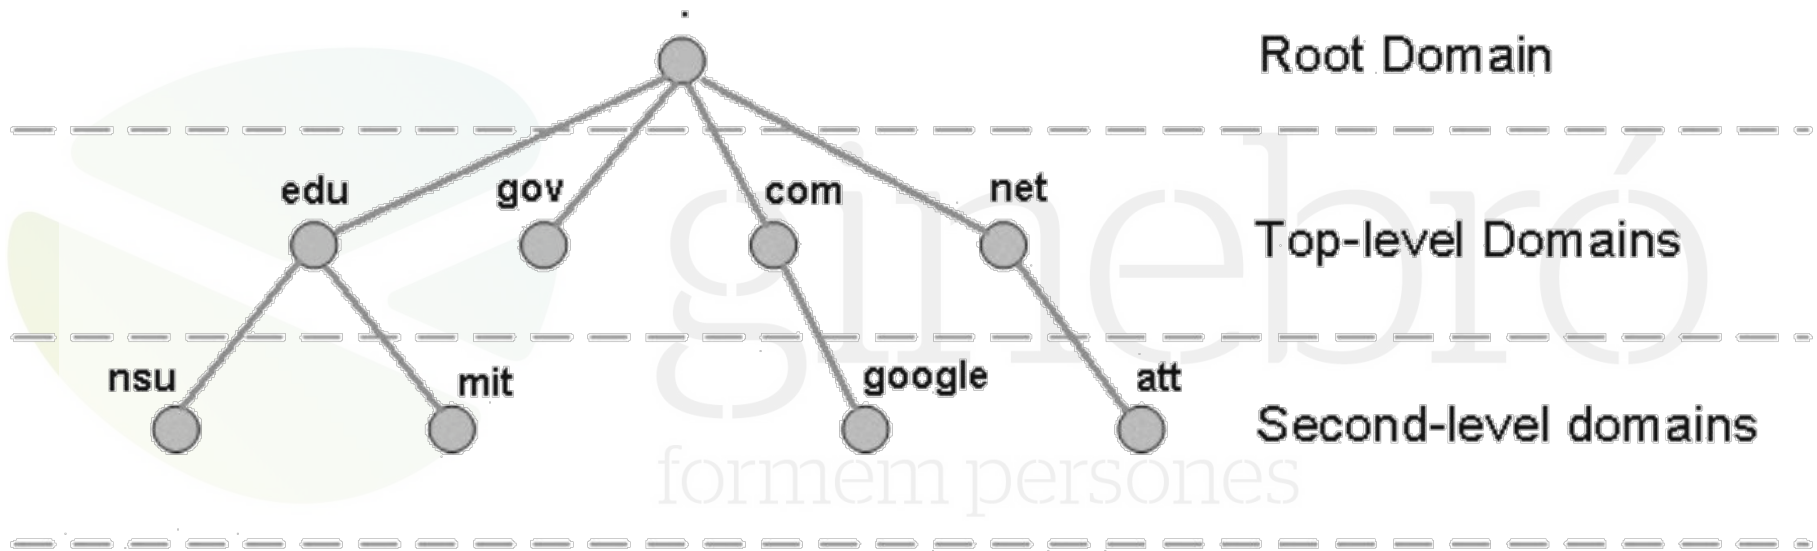 .
Root Domain
edu gov com net
Top-level Domains
nsu mit google att
Second-level domains
ginebró
formem persones